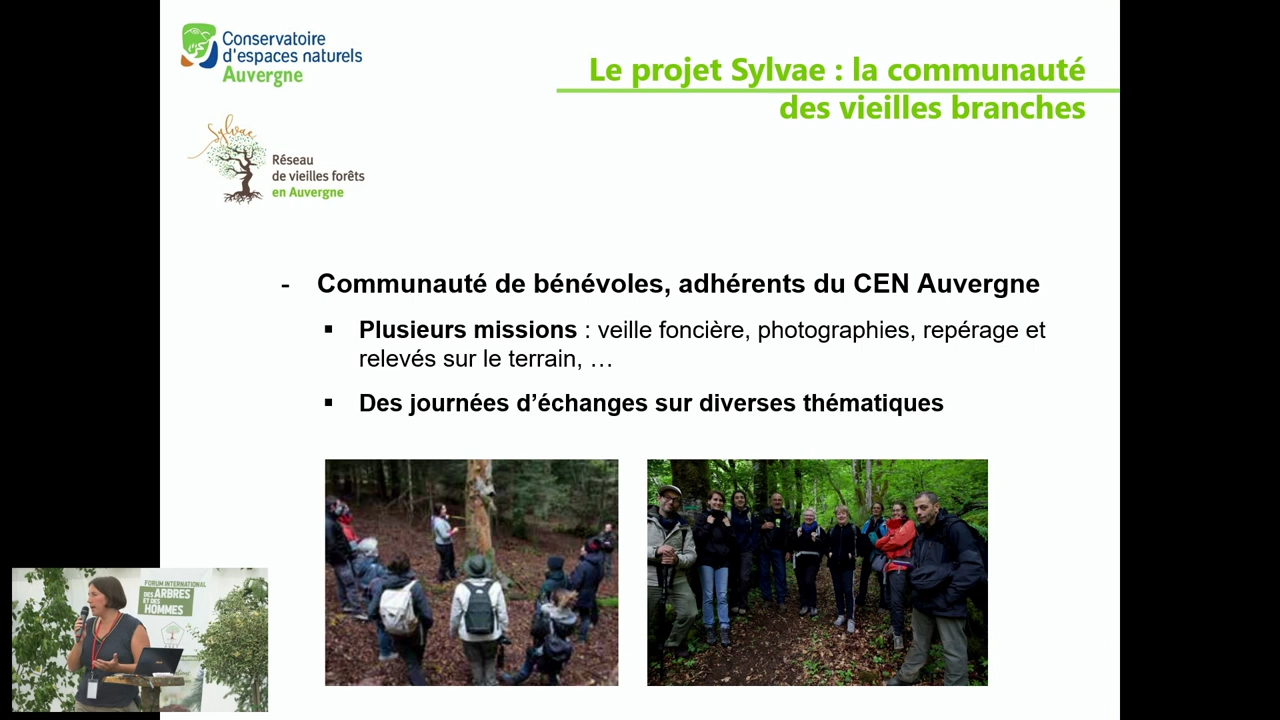 Conservatoire
d'espaces naturels
Auvergne
Le projet Sylvae : la communauté
des vieilles branches
Sylvae
Réseau
de vieilles forêts
en Auvergne
- Communauté de bénévoles, adhérents du CEN Auvergne
▪ Plusieurs missions : veille foncière, photographies, repérage et
relevés sur le terrain, …
▪ Des journées d’échanges sur diverses thématiques
FORUM INTERNATIONAL
DES ARBRES
ET DES
HOMMES